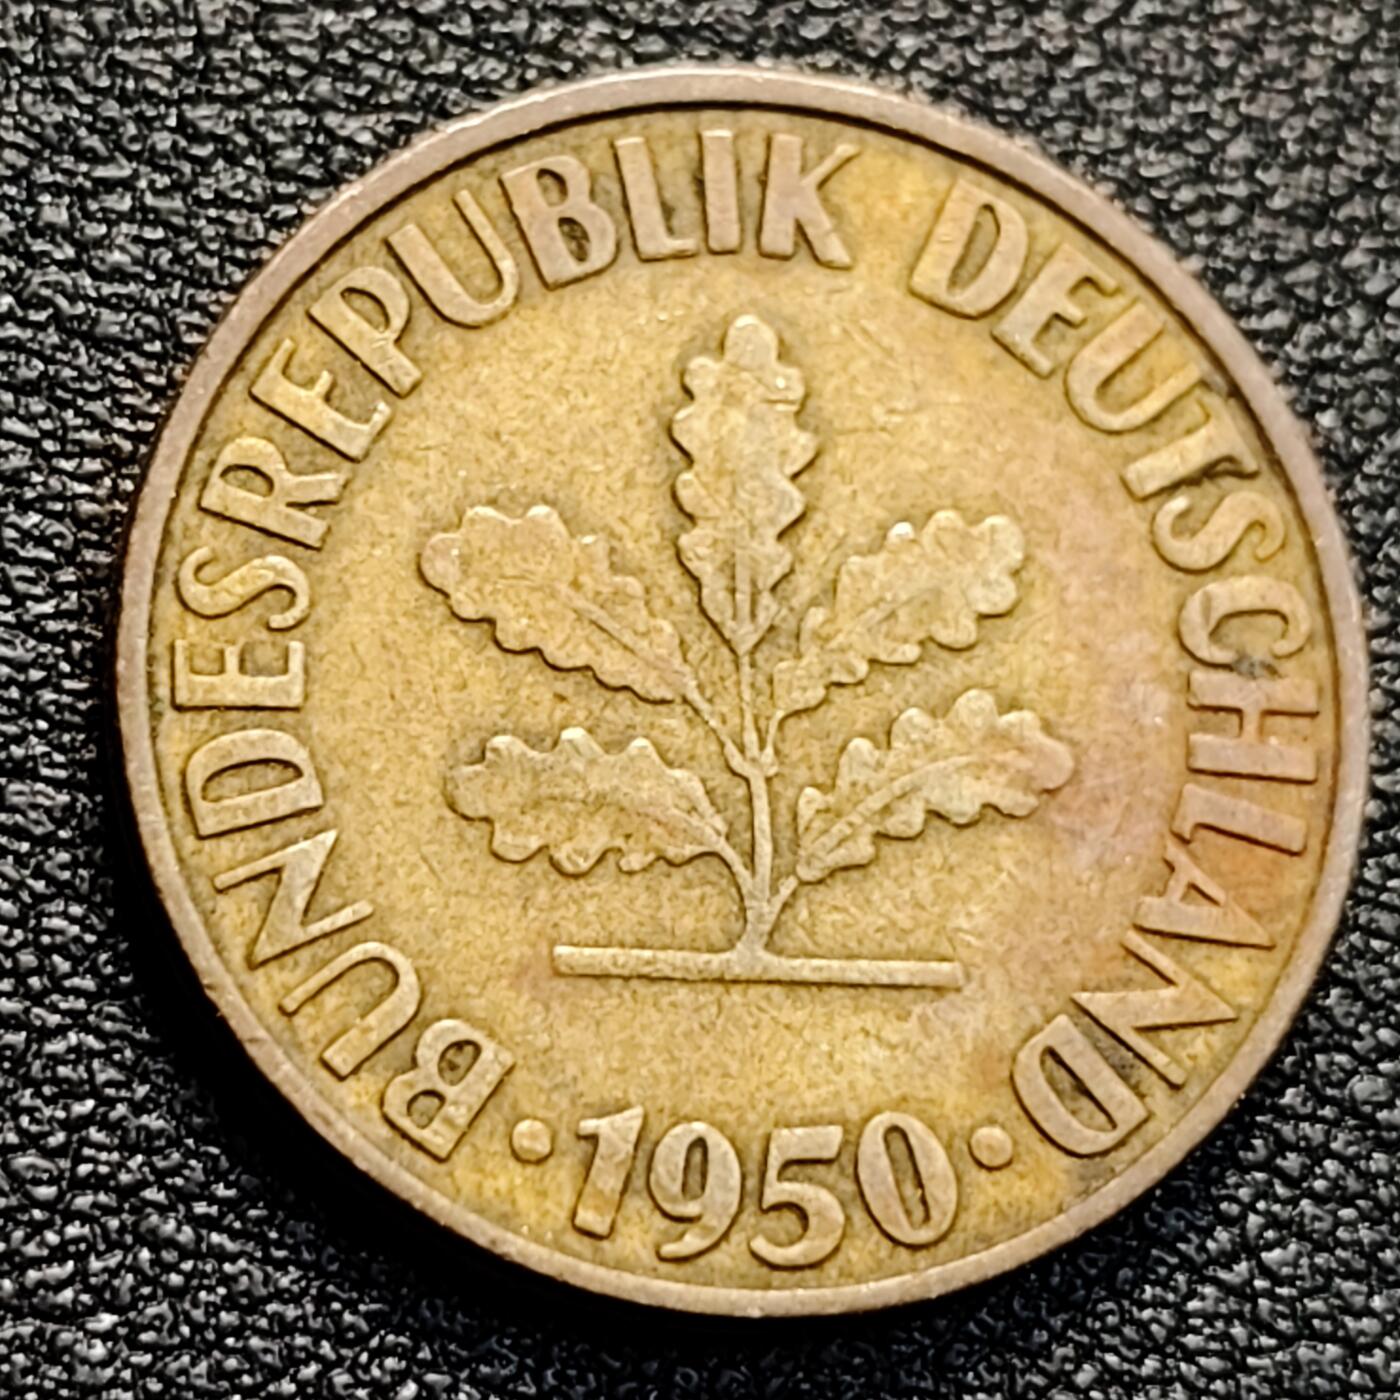 BUNDESREPUBLIK DEUTSCHLAND
· 1950 ·